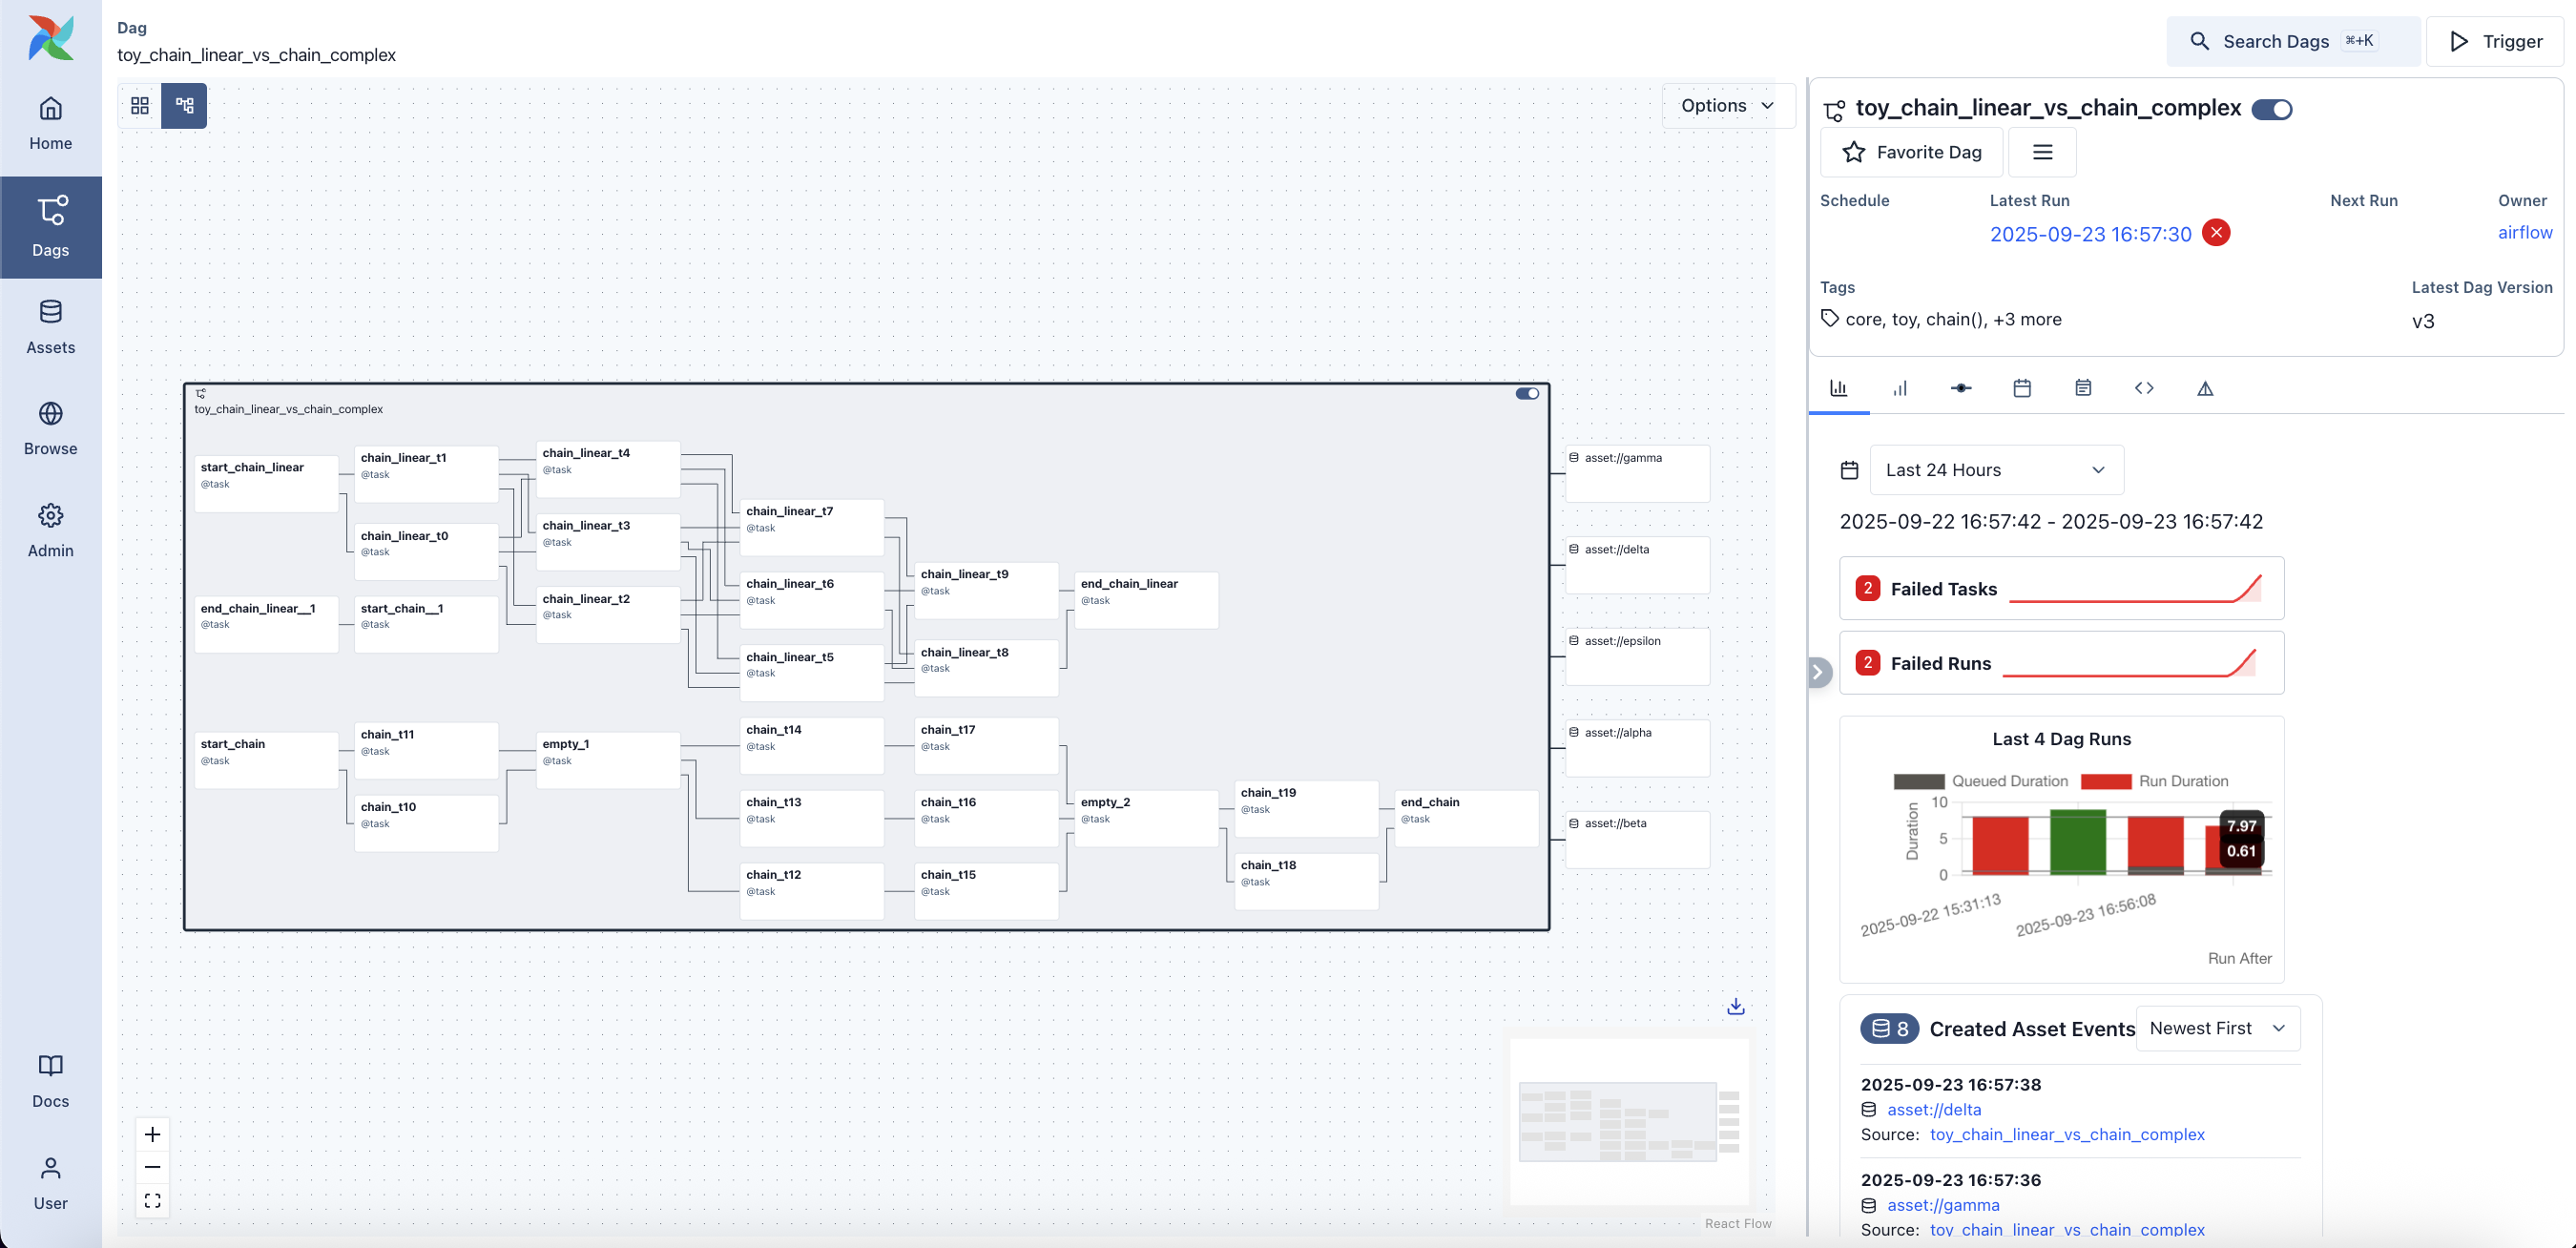 Home
Dags
Assets
Browse
Admin
Docs
User
Dag
toy_chain_linear_vs_chain_complex
Search Dags ⌘+K
Trigger
Options
toy_chain_linear_vs_chain_complex
start_chain_linear
@task
chain_linear_t1
@task
chain_linear_t0
@task
end_chain_linear__1
@task
start_chain__1
@task
chain_linear_t4
@task
chain_linear_t3
@task
chain_linear_t2
@task
chain_linear_t7
@task
chain_linear_t6
@task
chain_linear_t5
@task
chain_linear_t9
@task
chain_linear_t8
@task
end_chain_linear
@task
start_chain
@task
chain_t11
@task
chain_t10
@task
empty_1
@task
chain_t14
@task
chain_t13
@task
chain_t12
@task
chain_t17
@task
chain_t16
@task
chain_t15
@task
empty_2
@task
chain_t19
@task
chain_t18
@task
end_chain
@task
asset://gamma
asset://delta
asset://epsilon
asset://alpha
asset://beta
React Flow
toy_chain_linear_vs_chain_complex
Favorite Dag
Schedule
Latest Run
2025-09-23 16:57:30
Next Run
Owner
airflow
Tags
core, toy, chain(), +3 more
Latest Dag Version
v3
Last 24 Hours
2025-09-22 16:57:42 - 2025-09-23 16:57:42
2 Failed Tasks
2 Failed Runs
Last 4 Dag Runs
Queued Duration
Run Duration
Duration
10
5
0
7.97
0.61
2025-09-22 15:31:13
2025-09-23 16:56:08
Run After
8 Created Asset Events
Newest First
2025-09-23 16:57:38
asset://delta
Source: toy_chain_linear_vs_chain_complex
2025-09-23 16:57:36
asset://gamma
Source: toy_chain_linear_vs_chain_complex